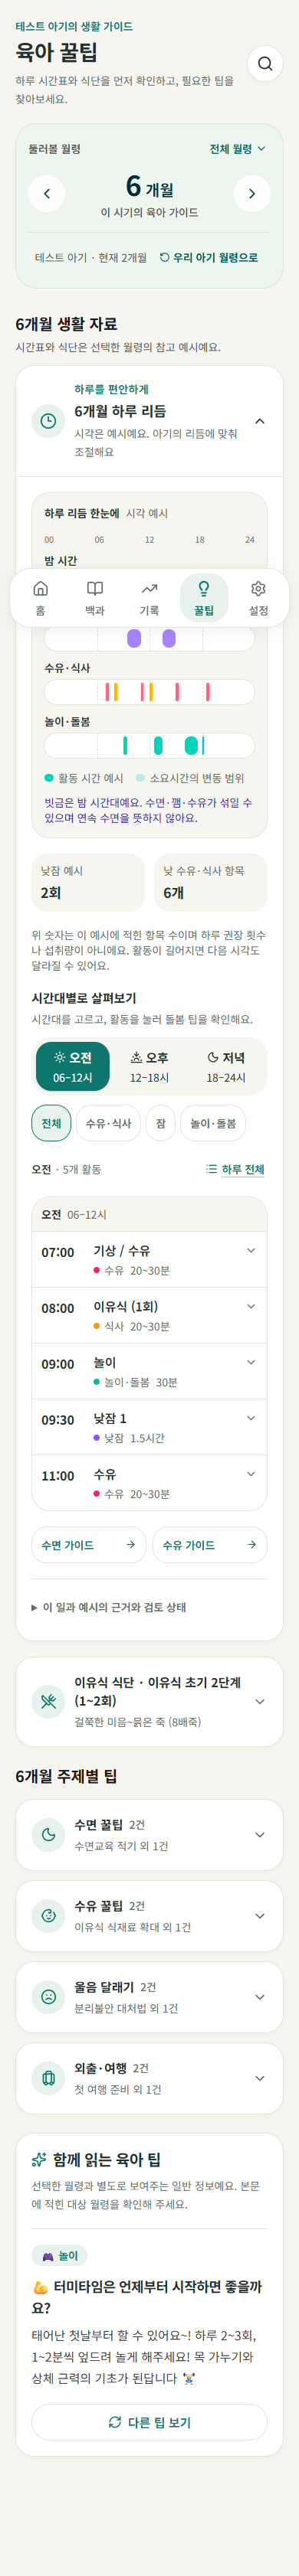 테스트 아기의 생활 가이드
육아 꿀팁
하루 시간표와 식단을 먼저 확인하고, 필요한 팁을
찾아보세요.
둘러볼 월령
전체 월령
6 개월
이 시기의 육아 가이드
테스트 아기 · 현재 2개월
우리 아기 월령으로
6개월 생활 자료
시간표와 식단은 선택한 월령의 참고 예시예요.
하루를 편안하게
6개월 하루 리듬
시각은 예시예요. 아기의 리듬에 맞춰
조절해요
하루 리듬 한눈에 시각 예시
00 06 12 18 24
밤 시간
홈 백과 기록 꿀팁 설정
수유·식사
놀이·돌봄
활동 시간 예시 소요시간의 변동 범위
빗금은 밤 시간대예요. 수면·깸·수유가 섞일 수
있으며 연속 수면을 뜻하지 않아요.
낮잠 예시
2회
낮 수유·식사 항목
6개
위 숫자는 이 예시에 적힌 항목 수이며 하루 권장 횟수
나 섭취량이 아니에요. 활동이 길어지면 다음 시각도
달라질 수 있어요.
시간대별로 살펴보기
시간대를 고르고, 활동을 눌러 돌봄 팁을 확인해요.
오전 오후 저녁
06–12시 12–18시 18–24시
전체 수유·식사 잠 놀이·돌봄
오전 · 5개 활동
하루 전체
오전 06–12시
07:00 기상 / 수유
수유 20~30분
08:00 이유식 (1회)
식사 20~30분
09:00 놀이
놀이·돌봄 30분
09:30 낮잠 1
낮잠 1.5시간
11:00 수유
수유 20~30분
수면 가이드
수유 가이드
이 일과 예시의 근거와 검토 상태
이유식 식단 · 이유식 초기 2단계
(1~2회)
걸쭉한 미음~묽은 죽 (8배죽)
6개월 주제별 팁
수면 꿀팁 2건
수면교육 적기 외 1건
수유 꿀팁 2건
이유식 식재료 확대 외 1건
울음 달래기 2건
분리불안 대처법 외 1건
외출·여행 2건
첫 여행 준비 외 1건
함께 읽는 육아 팁
선택한 월령과 별도로 보여주는 일반 정보예요. 본문
에 적힌 대상 월령을 확인해 주세요.
🎮 놀이
💪 터미타임은 언제부터 시작하면 좋을까
요?
태어난 첫날부터 할 수 있어요~! 하루 2~3회,
1~2분씩 엎드려 놀게 해주세요! 목 가누기와
상체 근력의 기초가 된답니다 🏋️
다른 팁 보기